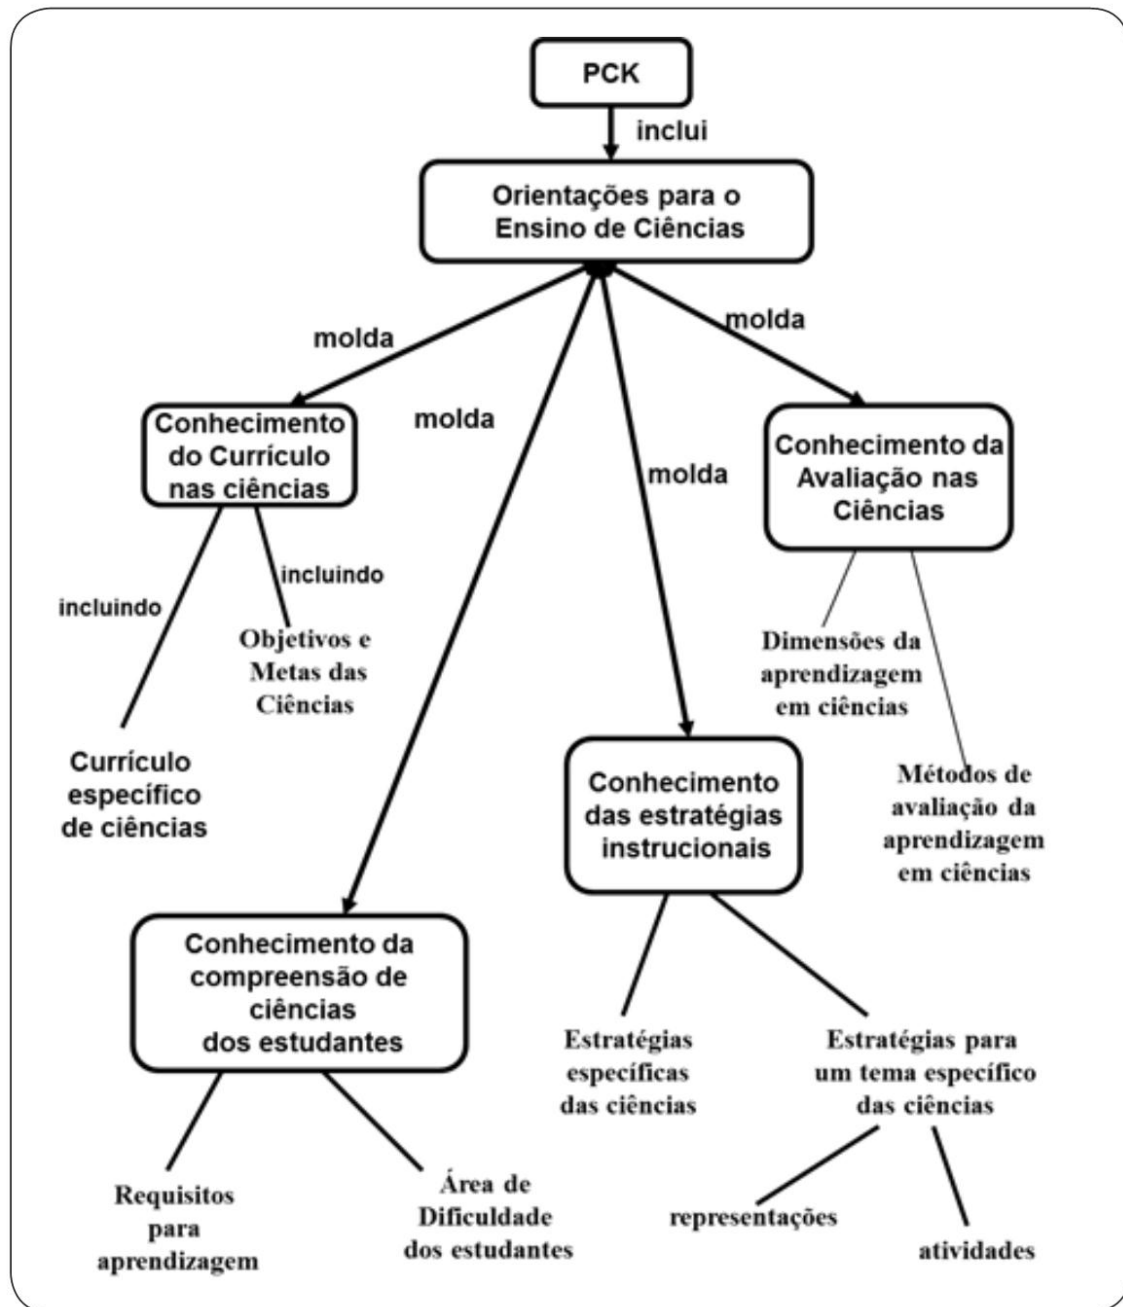 PCK
inclui
Orientações para o
Ensino de Ciências
molda
molda
molda
molda
Conhecimento
do Currículo
nas ciências
Conhecimento da
Avaliação nas
Ciências
incluindo
incluindo
Objetivos e
Metas das
Ciências
Currículo
específico
de ciências
Dimensões da
aprendizagem
em ciências
Métodos de
avaliação da
aprendizagem
em ciências
Conhecimento
das estratégias
instrucionais
Conhecimento da
compreensão de
ciências
dos estudantes
Estratégias
específicas
das ciências
Estratégias para
um tema específico
das ciências
Requisitos
para
aprendizagem
Área de
Dificuldade
dos estudantes
representações
atividades